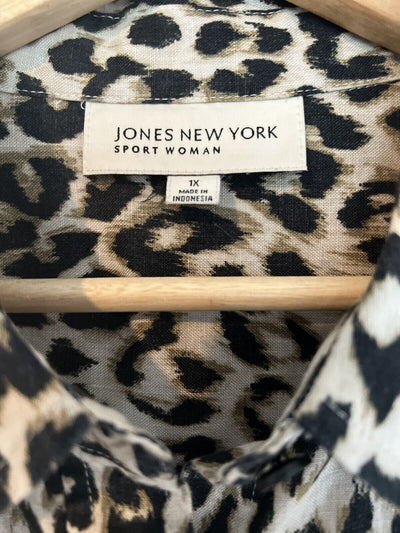 JONES NEW YORK
SPORT WOMAN
1X
MADE IN
INDONESIA